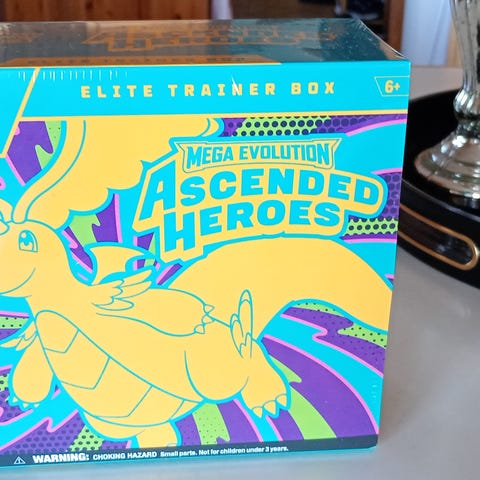 ELITE TRAINER BOX
6+
MEGA EVOLUTION
ASCENDED
HEROES
WARNING: CHOKING HAZARD Small parts. Not for children under 3 years.